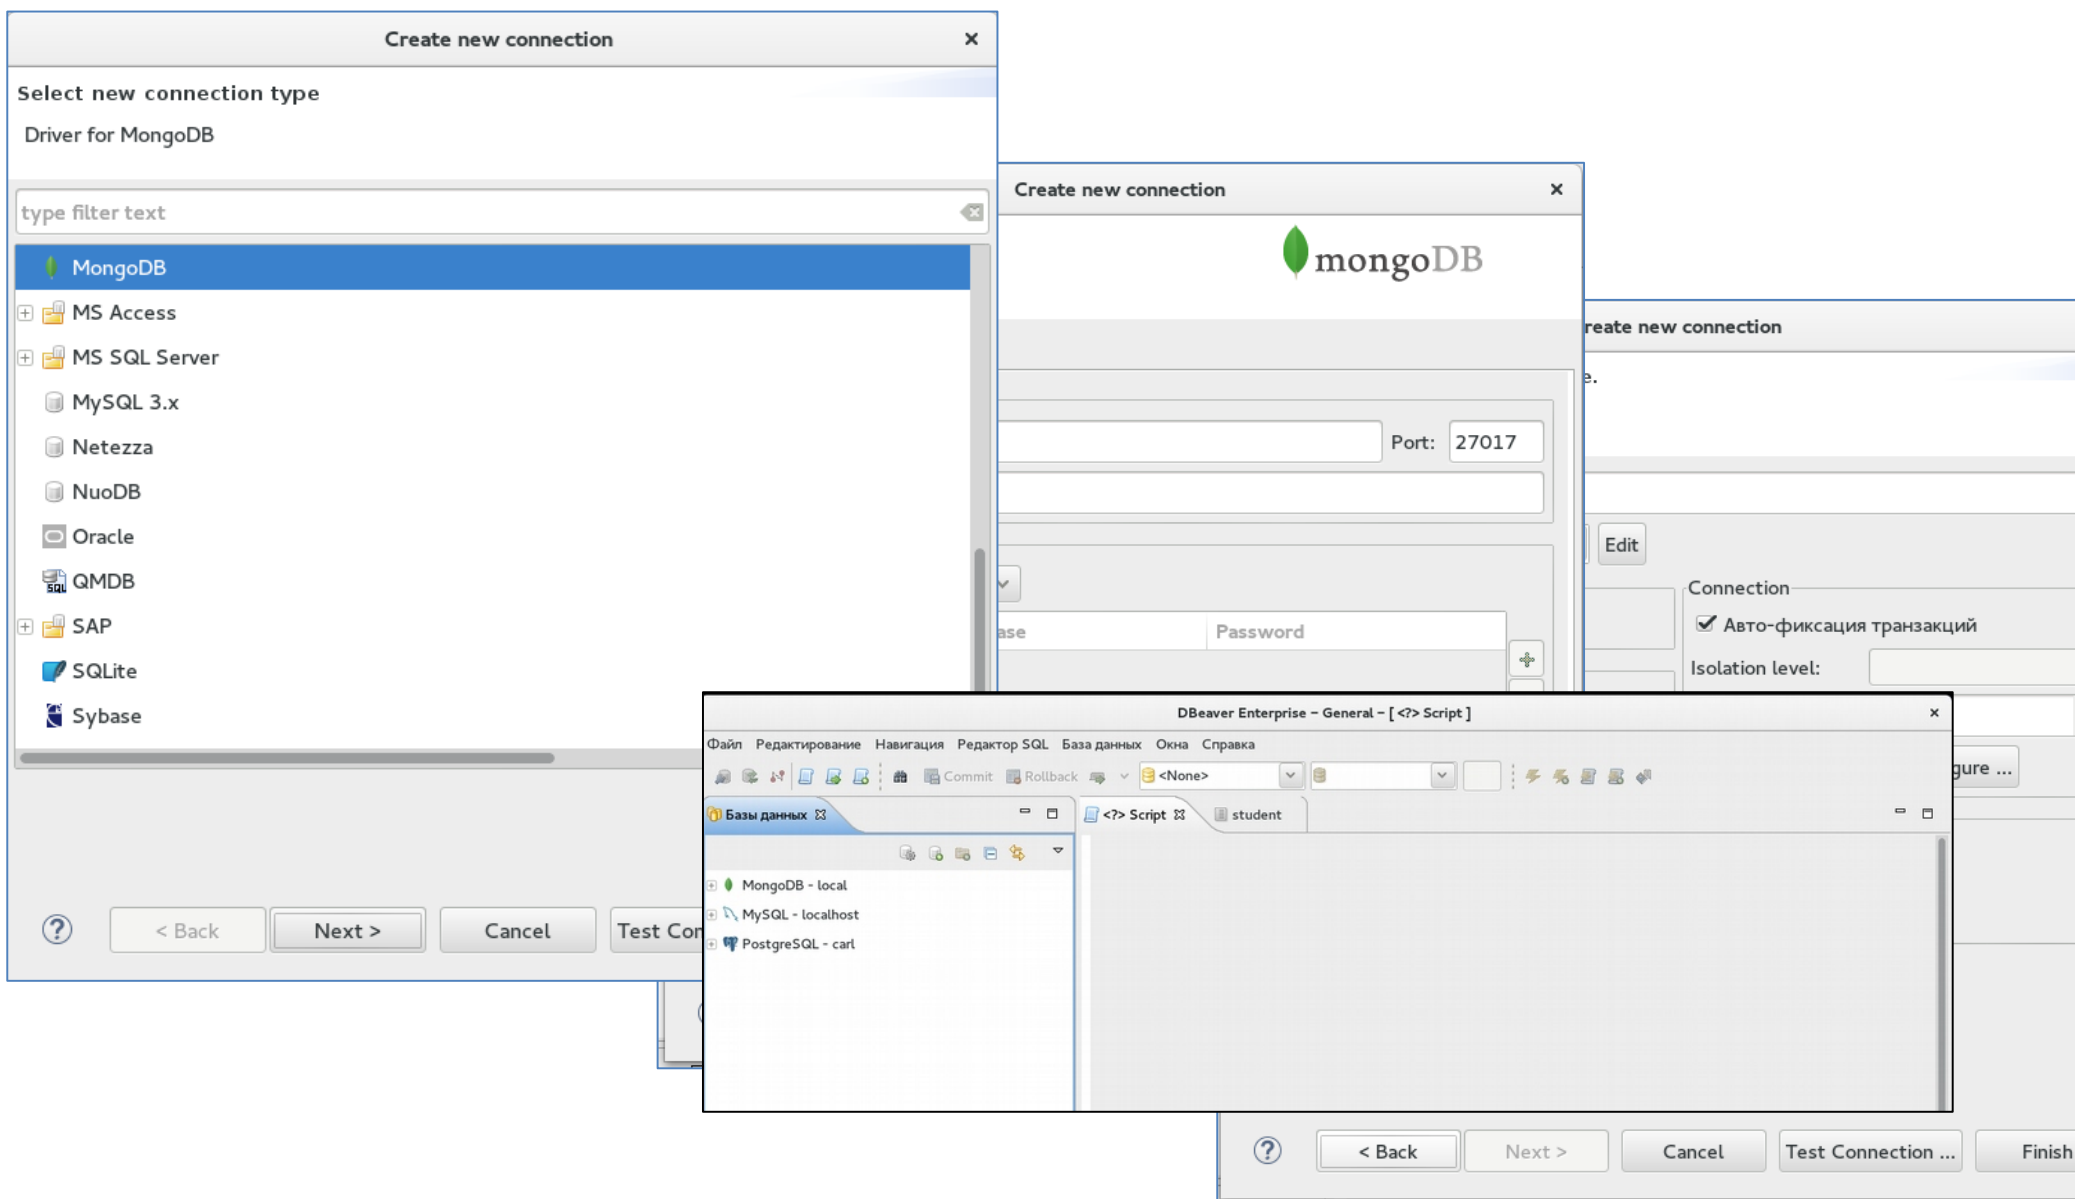 Create new connection
Select new connection type
Driver for MongoDB
type filter text
MongoDB
MS Access
MS SQL Server
MySQL 3.x
Netezza
NuoDB
Oracle
QMDB
SAP
SQLite
Sybase
< Back Next > Cancel Test Con
Create new connection
mongoDB
Port: 27017
ase Password
reate new connection
e.
Edit
Connection
Авто-фиксация транзакций
Isolation level:
gure ...
DBeaver Enterprise – General – [ <?> Script ]
Файл Редактирование Навигация Редактор SQL База данных Окна Справка
Commit Rollback <None>
Базы данных
<?> Script student
MongoDB - local
MySQL - localhost
PostgreSQL - carl
< Back Next > Cancel Test Connection ... Finish